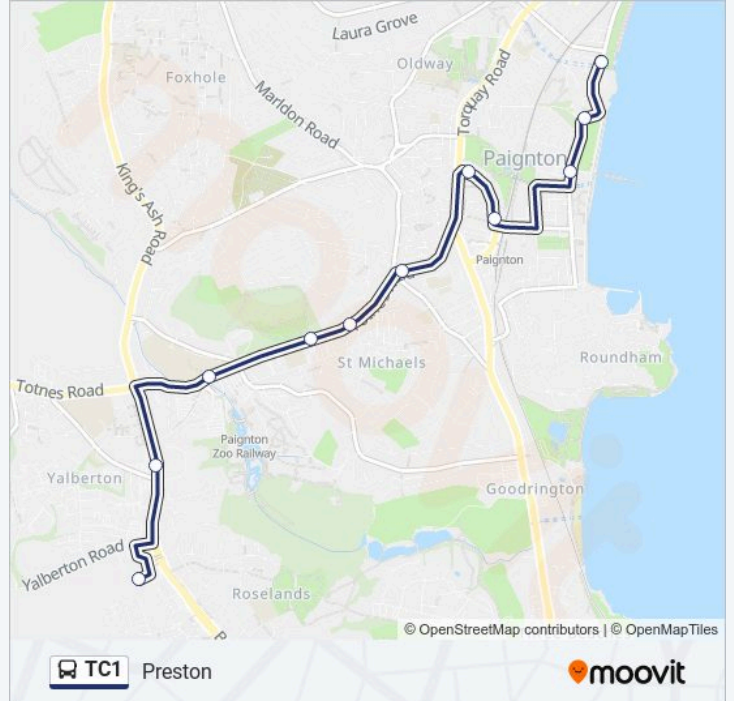 Laura Grove
Foxhole
Oldway
Marldon Road
Torquay Road
Paignton
King's Ash Road
Paignton
St Michaels
Roundham
Totnes Road
Paignton
Zoo Railway
Yalberton
Goodrington
Yalberton Road
Roselands
© OpenStreetMap contributors | © OpenMapTiles
TC1
Preston
moovit